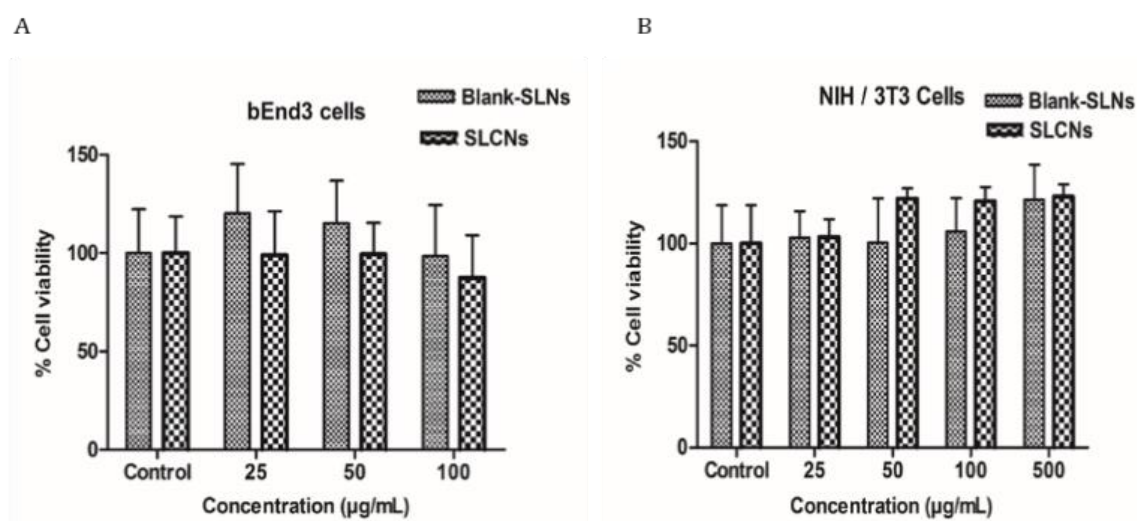 A
bEnd3 cells
Blank-SLNs
SLCNs
% Cell viability
150
100
50
0
Control 25 50 100
Concentration (µg/mL)
B
NIH / 3T3 Cells
Blank-SLNs
SLCNs
% Cell viability
150
100
50
0
Control 25 50 100 500
Concentration (µg/mL)